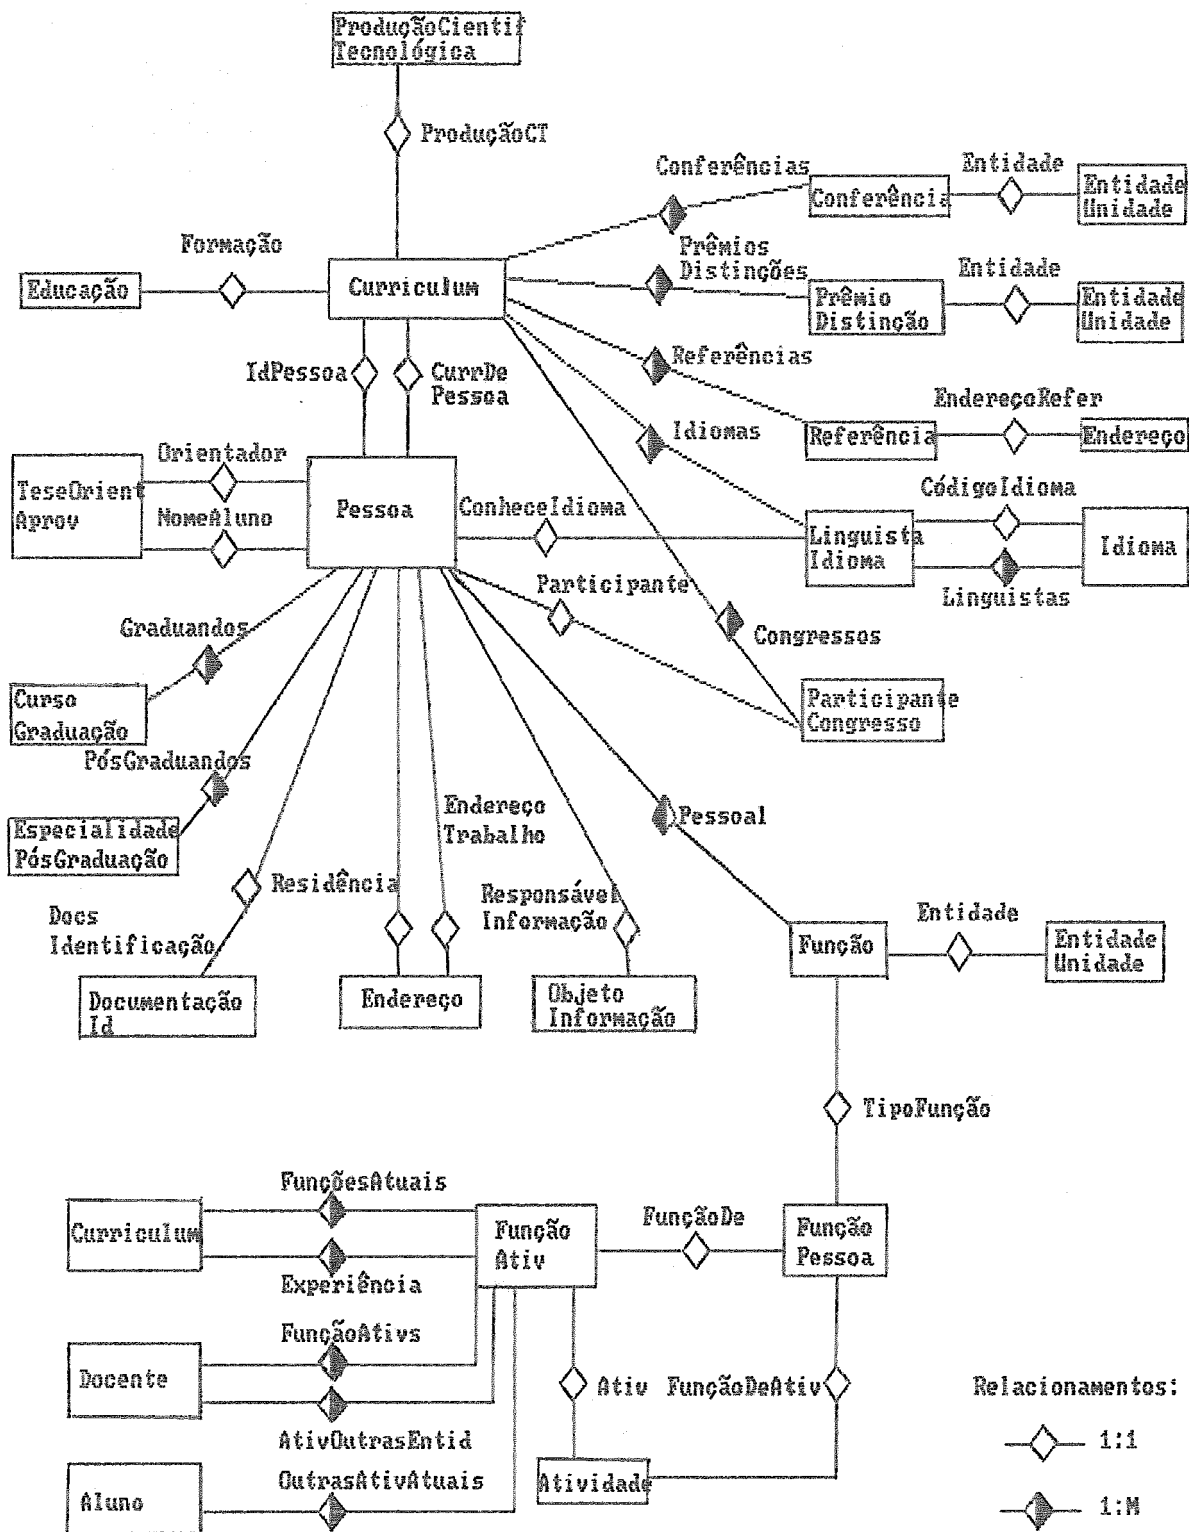 ProduçãoCientif
Tecnológica
ProduçãoCT
Conferências
Entidade
Conferência
Entidade
Unidade
Formação
Prêmios
Distinções
Entidade
Educação
Curriculum
Prêmio
Distinção
Entidade
Unidade
IdPessoa
CurrDe
Pessoa
Referências
EndereçoRefer
Idiomas
Referência
Endereço
Orientador
TeseOrient
Aprov
NomeAluno
Pessoa
ConheceIdioma
CódigoIdioma
Linguista
Idioma
Idioma
Linguistas
Participante
Graduandos
Congressos
Curso
Graduação
Participante
Congresso
PósGraduandos
Especialidade
PósGraduação
Endereço
Trabalho
Pessoal
Residência
Responsável
Informação
Docs
Identificação
Entidade
Função
Entidade
Unidade
Documentação
Id
Endereço
Objeto
Informação
TipoFunção
FunçõesAtuais
Curriculum
Função
Ativ
FunçãoDe
Função
Pessoa
Experiência
FunçãoAtivs
Docente
Ativ
FunçãoDeAtiv
Relacionamentos:
AtivOutrasEntid
1:1
OutrasAtivAtuais
Atividade
Aluno
1:M